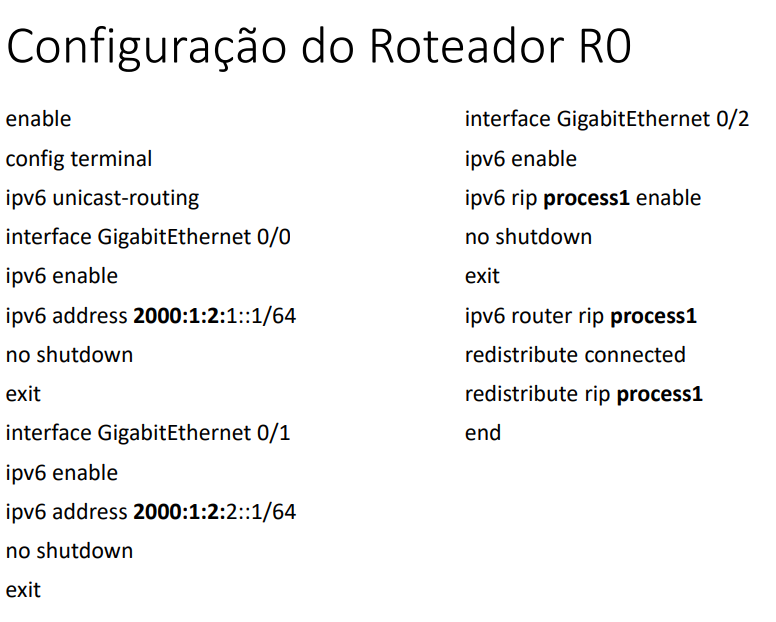 Configuração do Roteador R0
enable
config terminal
ipv6 unicast-routing
interface GigabitEthernet 0/0
ipv6 enable
ipv6 address 2000:1:2:1::1/64
no shutdown
exit
interface GigabitEthernet 0/1
ipv6 enable
ipv6 address 2000:1:2:2::1/64
no shutdown
exit
interface GigabitEthernet 0/2
ipv6 enable
ipv6 rip process1 enable
no shutdown
exit
ipv6 router rip process1
redistribute connected
redistribute rip process1
end